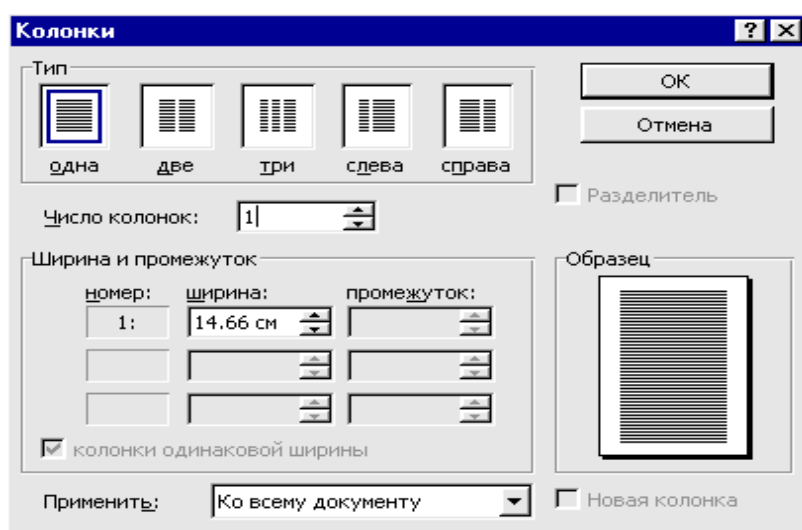 Колонки
Тип
одна две три слева справа
OK
Отмена
Число колонок: 1
Разделитель
Ширина и промежуток
номер: ширина: промежуток:
1: 14.66 см
колонки одинаковой ширины
Образец
Применить: Ко всему документу
Новая колонка